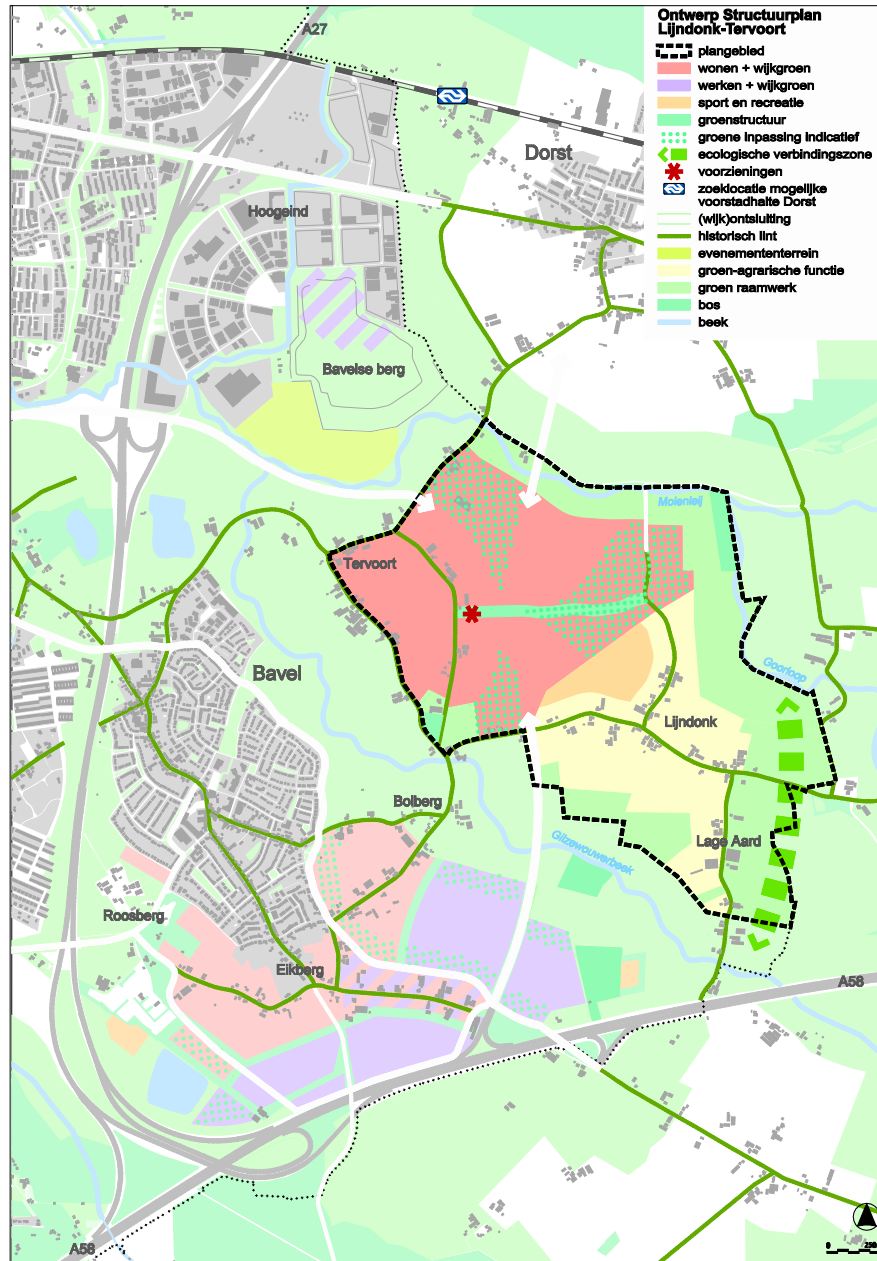 Ontwerp Structuurplan
Lijndonk-Tervoort
plangebied
wonen + wijkgroen
werken + wijkgroen
sport en recreatie
groenstructuur
groene inpassing indicatief
ecologische verbindingszone
voorzieningen
zoeklocatie mogelijke
voorstadhalte Dorst
(wijk)ontsluiting
historisch lint
evenemententerrein
groen-agrarische functie
groen raamwerk
bos
beek
A27
Dorst
Hoogeind
Bavelse berg
Molenleij
Tervoort
Bavel
Goorloop
Lijndonk
Bolberg
Lage Aard
Gilzewouwerbeek
Roosberg
Eikberg
A58
A58
0 250